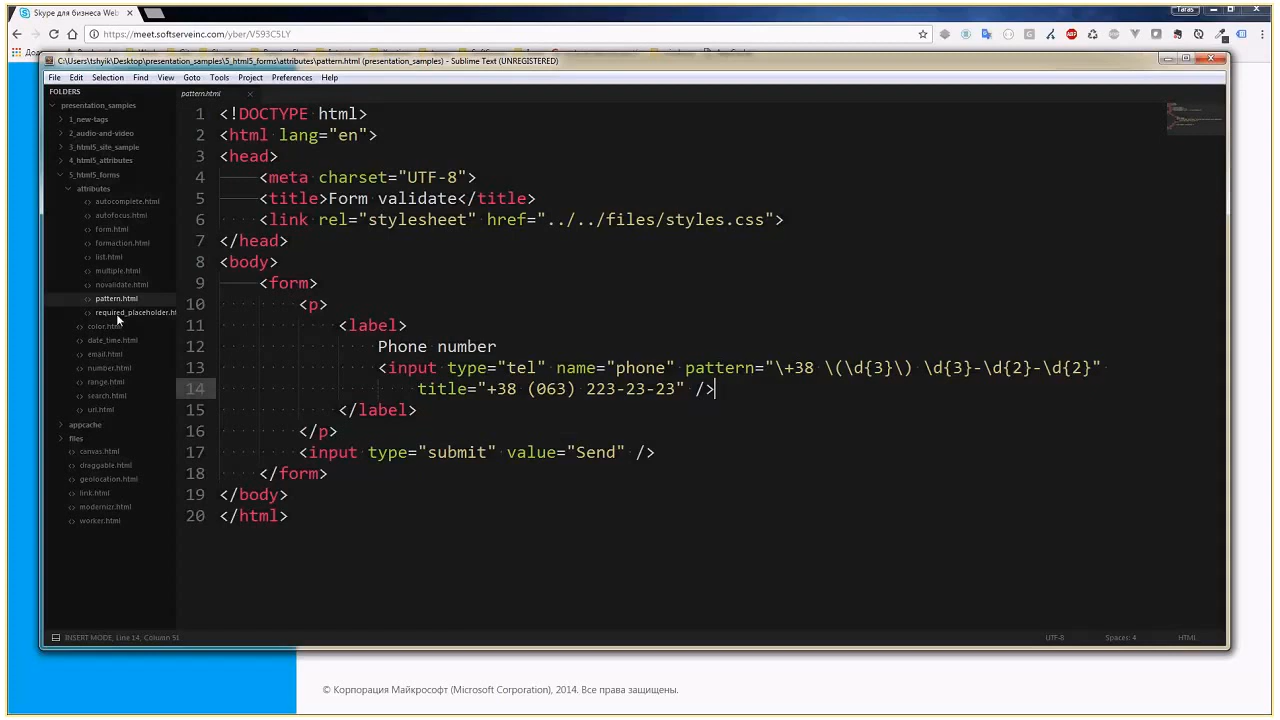 Skype для бизнеса Web
Taras
https://meet.softserveinc.com/yber/V593C5LY
C:\Users\tshyik\Desktop\presentation_samples\5_html5_forms\attributes\pattern.html (presentation_samples) - Sublime Text (UNREGISTERED)
File Edit Selection Find View Goto Tools Project Preferences Help
FOLDERS
presentation_samples
1_new-tags
2_audio-and-video
3_html5_site_sample
4_html5_attributes
5_html5_forms
attributes
autocomplete.html
autofocus.html
form.html
formaction.html
list.html
multiple.html
novalidate.html
pattern.html
required_placeholder.ht
color.html
date_time.html
email.html
number.html
range.html
search.html
url.html
appcache
files
canvas.html
draggable.html
geolocation.html
link.html
modernizr.html
worker.html
pattern.html
1 <!DOCTYPE html>
2 <html lang="en">
3 <head>
4 <meta charset="UTF-8">
5 <title>Form validate</title>
6 <link rel="stylesheet" href="../../files/styles.css">
7 </head>
8 <body>
9 <form>
10 <p>
11 <label>
12 Phone number
13 <input type="tel" name="phone" pattern="\+38 \(\d{3}\) \d{3}-\d{2}-\d{2}"
14 title="+38 (063) 223-23-23" />
15 </label>
16 </p>
17 <input type="submit" value="Send" />
18 </form>
19 </body>
20 </html>
INSERT MODE, Line 14, Column 51
UTF-8 Spaces: 4 HTML
© Корпорация Майкрософт (Microsoft Corporation), 2014. Все права защищены.